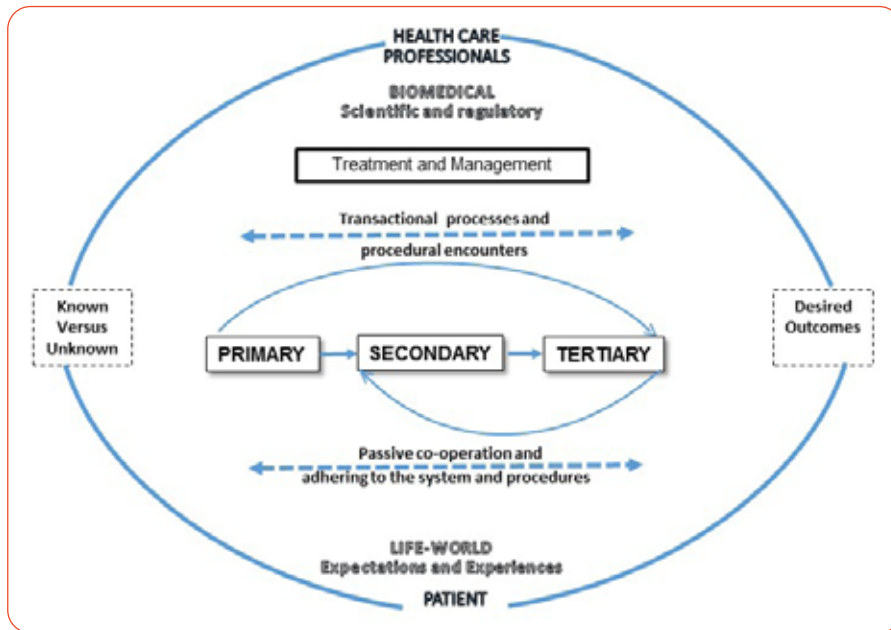 HEALTH CARE
PROFESSIONALS
BIOMEDICAL
Scientific and regulatory
Treatment and Management
Transactional processes and
procedural encounters
Known
Versus
Unknown
Desired
Outcomes
PRIMARY
SECONDARY
TERTIARY
Passive co-operation and
adhering to the system and procedures
LIFE-WORLD
Expectations and Experiences
PATIENT